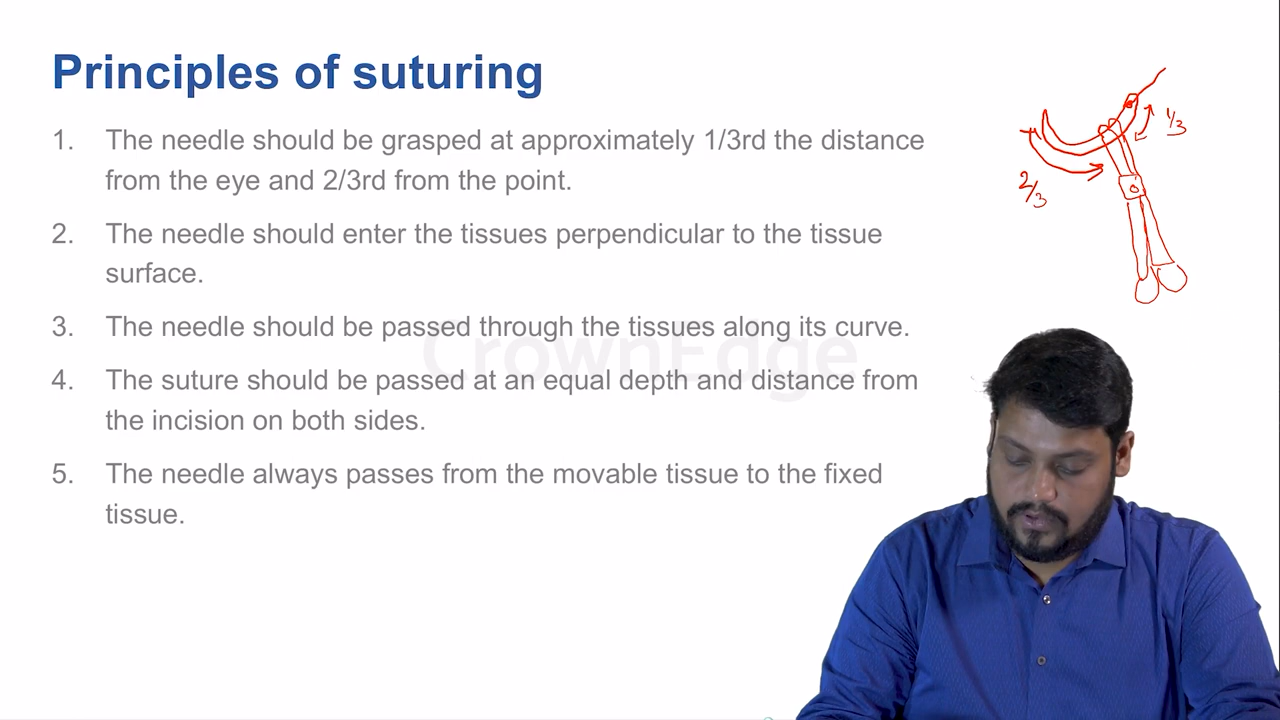 Principles of suturing
1. The needle should be grasped at approximately 1/3rd the distance
from the eye and 2/3rd from the point.
2. The needle should enter the tissues perpendicular to the tissue
surface.
3. The needle should be passed through the tissues along its curve.
4. The suture should be passed at an equal depth and distance from
the incision on both sides.
5. The needle always passes from the movable tissue to the fixed
tissue.
1/3
2/3
CrownEdge